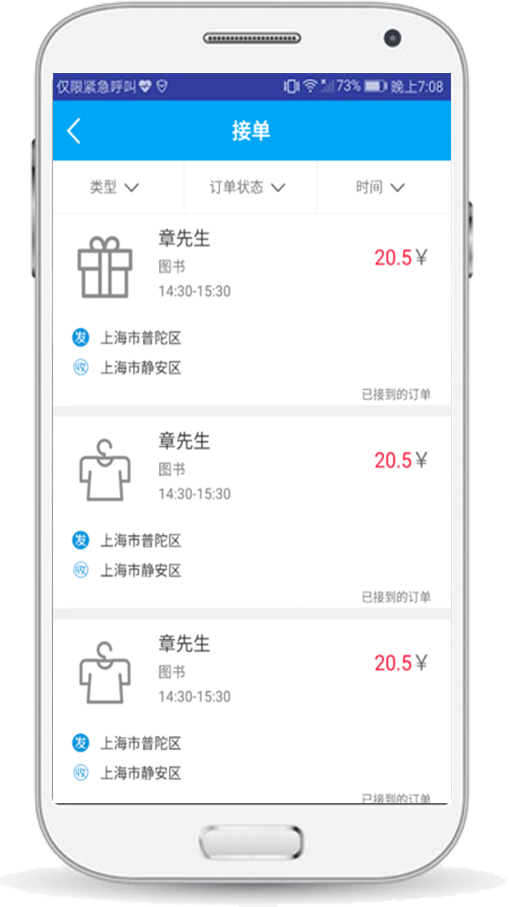 仅限紧急呼叫 73% 晚上7:08
接单
类型 订单状态 时间
章先生
图书
20.5¥
14:30-15:30
发 上海市普陀区
收 上海市静安区
已接到的订单
章先生
图书
20.5¥
14:30-15:30
发 上海市普陀区
收 上海市静安区
已接到的订单
章先生
图书
20.5¥
14:30-15:30
发 上海市普陀区
收 上海市静安区
已接到的订单